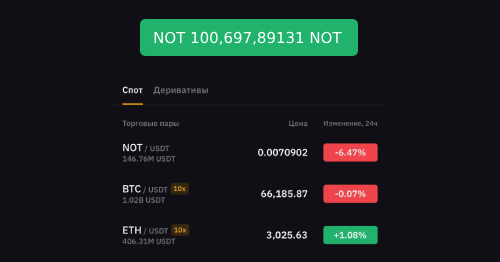 NOT 100,697,89131 NOT
Спот Деривативы
Торговые пары Цена Изменение, 24ч
NOT / USDT 0.0070902 -6.47%
146.76M USDT
BTC / USDT 10x 66,185.87 -0.07%
1.02B USDT
ETH / USDT 10x 3,025.63 +1.08%
406.31M USDT